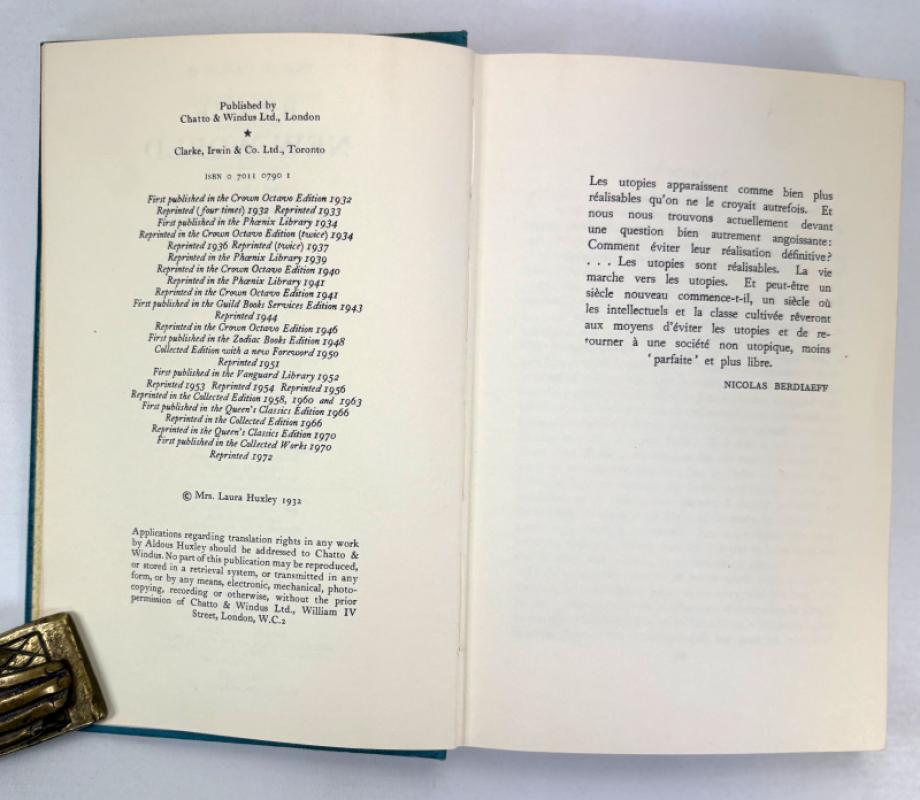 Published by
Chatto & Windus Ltd., London
★
Clarke, Irwin & Co. Ltd., Toronto
ISBN 0 7011 0790 1
First published in the Crown Octavo Edition 1932
Reprinted (four times) 1932 Reprinted 1933
First published in the Phœnix Library 1934
Reprinted in the Crown Octavo Edition (twice) 1934
Reprinted 1936 Reprinted (twice) 1937
Reprinted in the Phœnix Library 1939
Reprinted in the Crown Octavo Edition 1940
Reprinted in the Phœnix Library 1941
Reprinted in the Crown Octavo Edition 1941
First published in the Guild Books Services Edition 1943
Reprinted 1944
Reprinted in the Crown Octavo Edition 1946
First published in the Zodiac Books Edition 1948
Collected Edition with a new Foreword 1950
Reprinted 1951
First published in the Vanguard Library 1952
Reprinted 1953 Reprinted 1954 Reprinted 1956
Reprinted in the Collected Edition 1958, 1960 and 1963
First published in the Queen's Classics Edition 1966
Reprinted in the Collected Edition 1966
Reprinted in the Queen's Classics Edition 1970
First published in the Collected Works 1970
Reprinted 1972
© Mrs. Laura Huxley 1932
Applications regarding translation rights in any work
by Aldous Huxley should be addressed to Chatto &
Windus. No part of this publication may be reproduced,
or stored in a retrieval system, or transmitted in any
form, or by any means, electronic, mechanical, photo-
copying, recording or otherwise, without the prior
permission of Chatto & Windus Ltd., William IV
Street, London, W.C.2
Les utopies apparaissent comme bien plus
réalisables qu'on ne le croyait autrefois. Et
nous nous trouvons actuellement devant
une question bien autrement angoissante:
Comment éviter leur réalisation définitive?
. . . Les utopies sont réalisables. La vie
marche vers les utopies. Et peut-être un
siècle nouveau commence-t-il, un siècle où
les intellectuels et la classe cultivée rêveront
aux moyens d'éviter les utopies et de re-
tourner à une société non utopique, moins
'parfaite' et plus libre.
NICOLAS BERDIAEFF